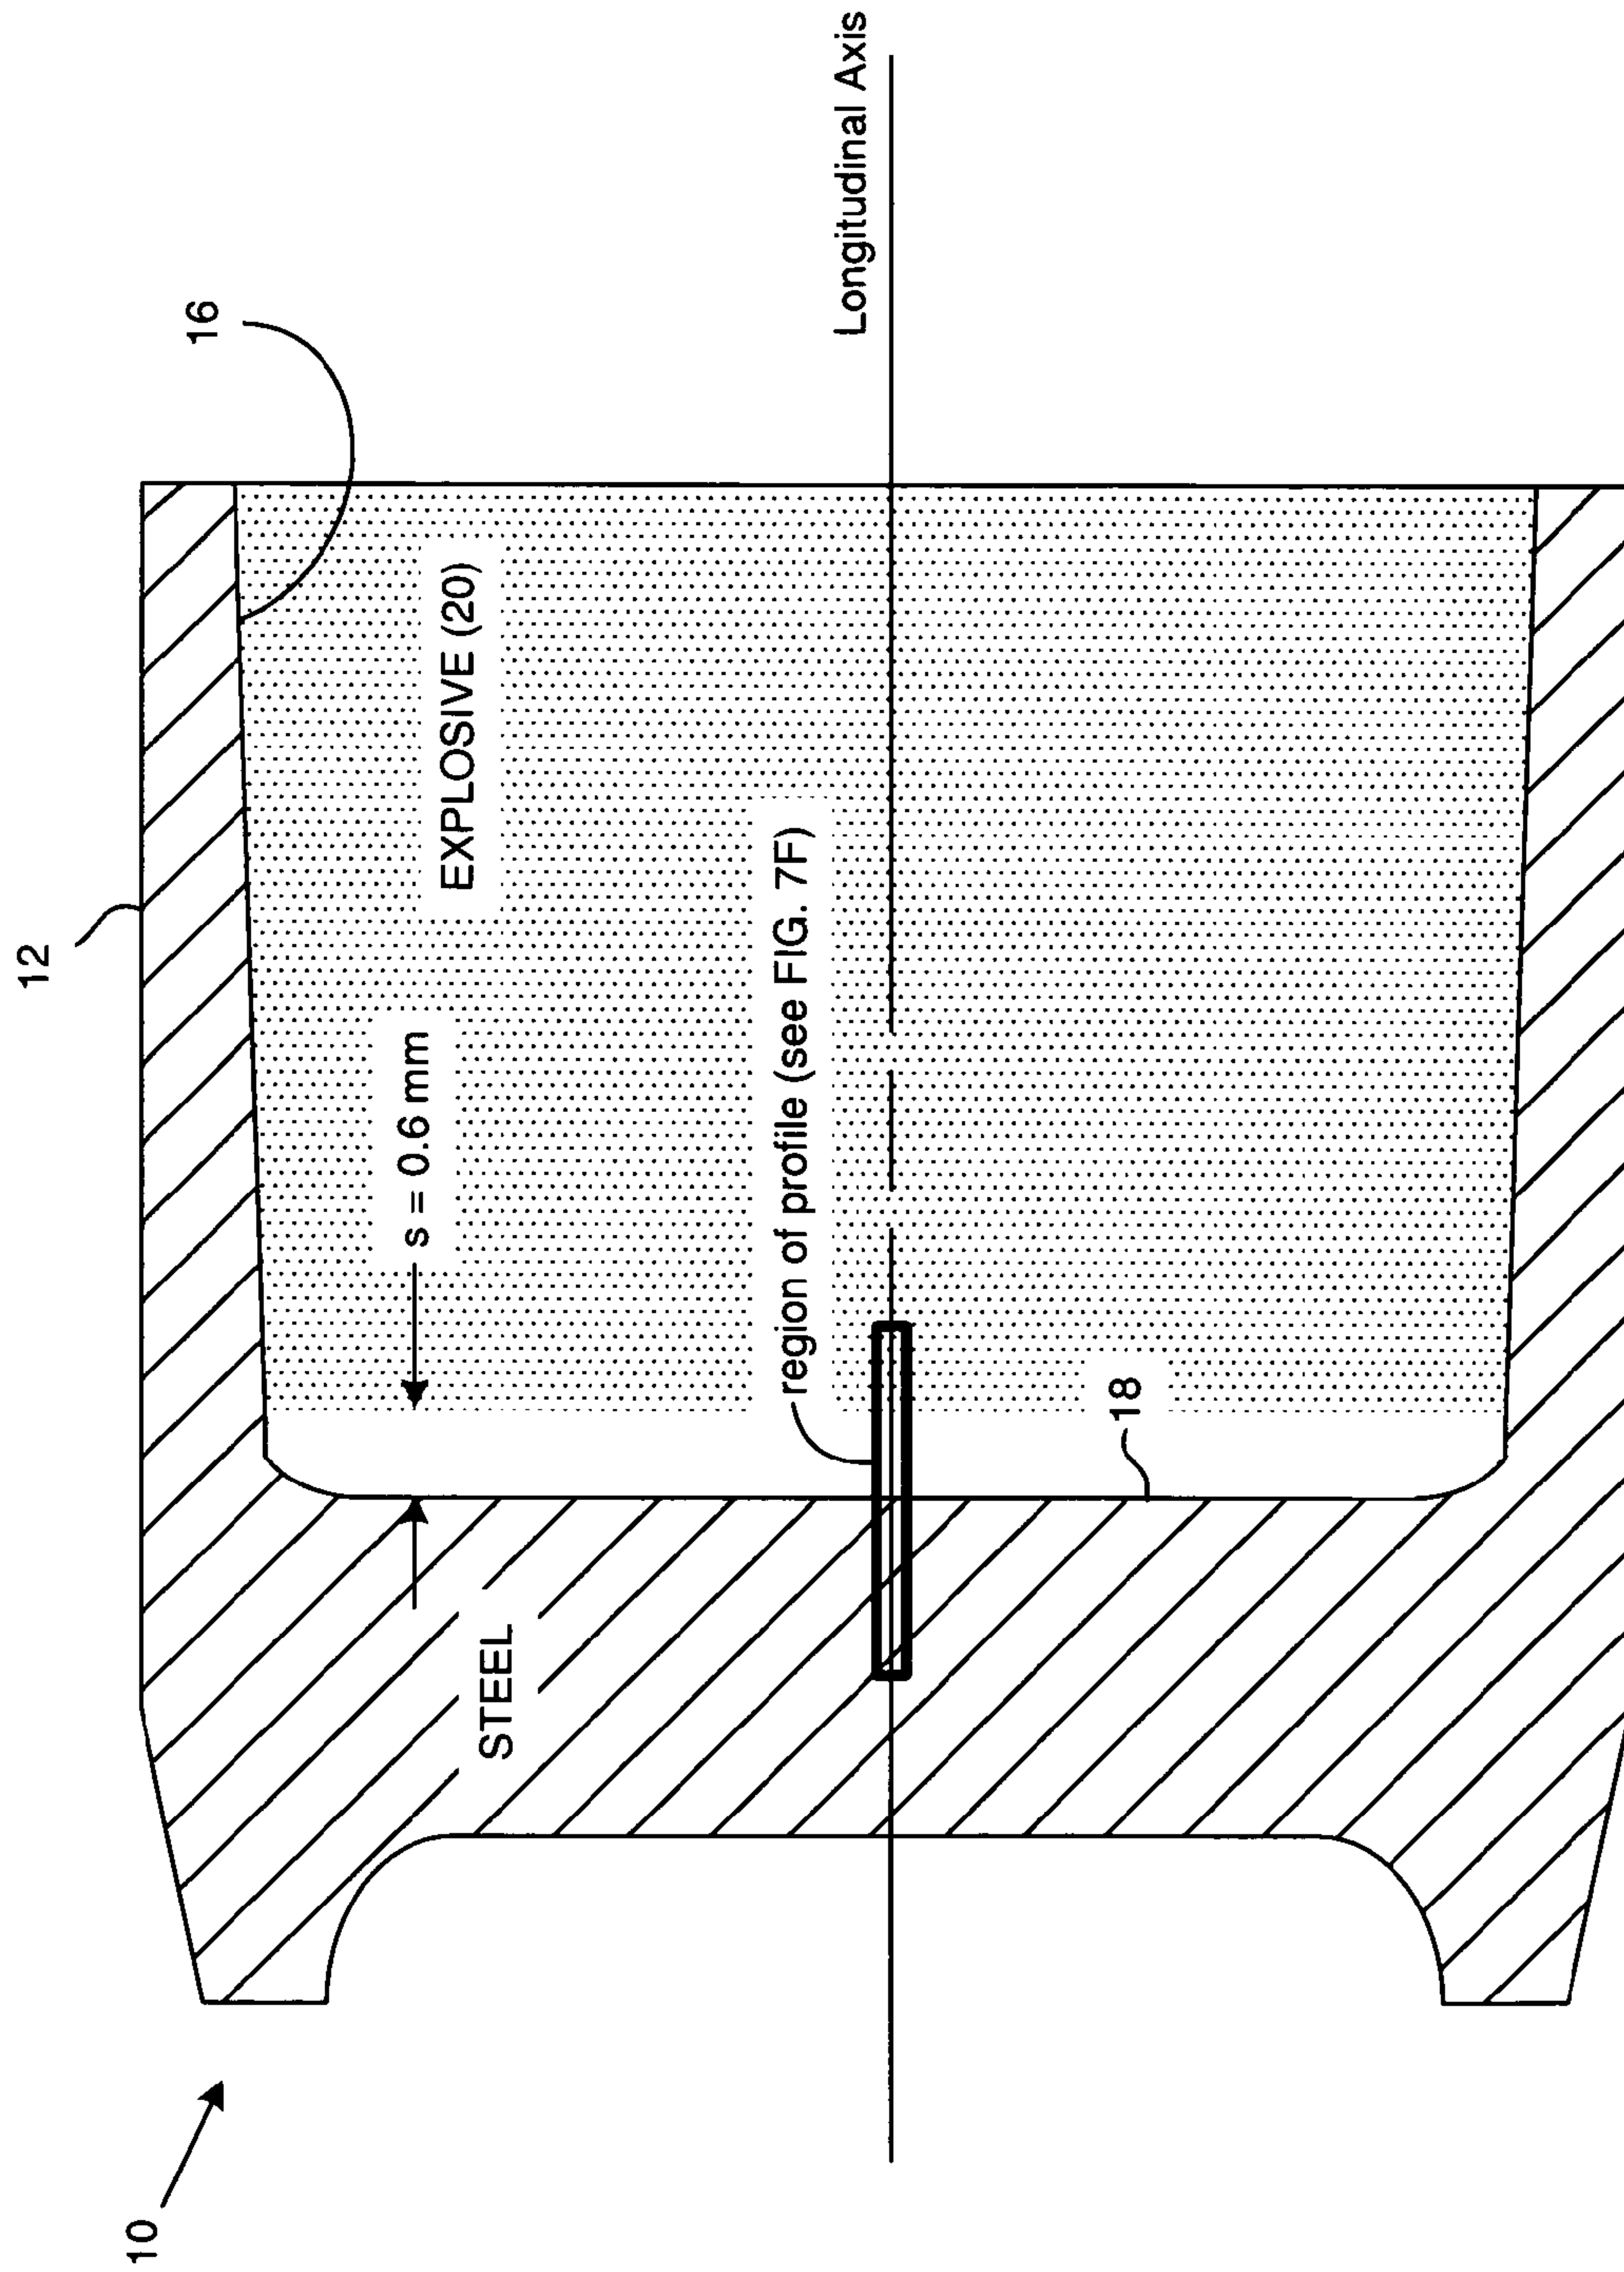 12
16
EXPLOSIVE (20)
s = 0.6 mm
Longitudinal Axis
region of profile (see FIG. 7F)
18
STEEL
10